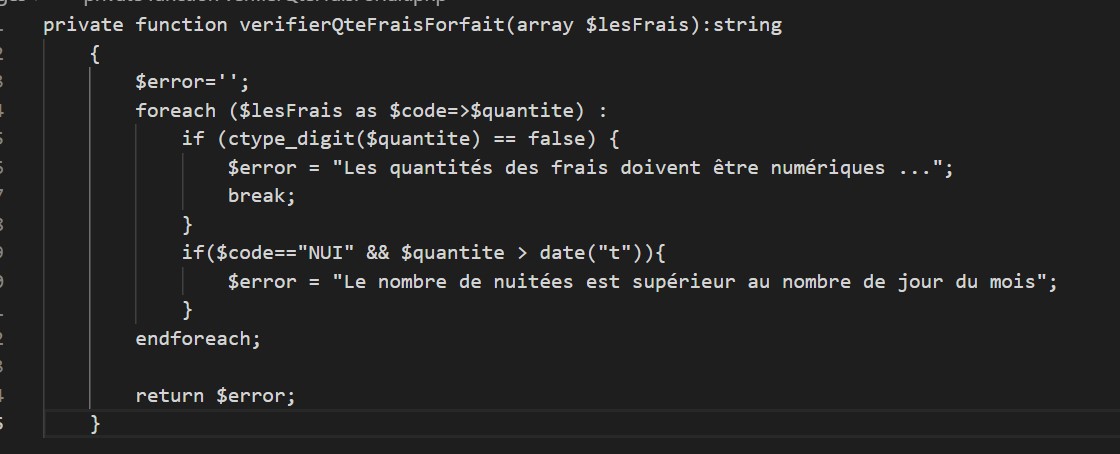 private function verifierQteFraisForfait(array $lesFrais):string
{
$error='';
foreach ($lesFrais as $code=>$quantite) :
if (ctype_digit($quantite) == false) {
$error = "Les quantités des frais doivent être numériques ...";
break;
}
if($code=="NUI" && $quantite > date("t")){
$error = "Le nombre de nuitées est supérieur au nombre de jour du mois";
}
endforeach;
return $error;
}